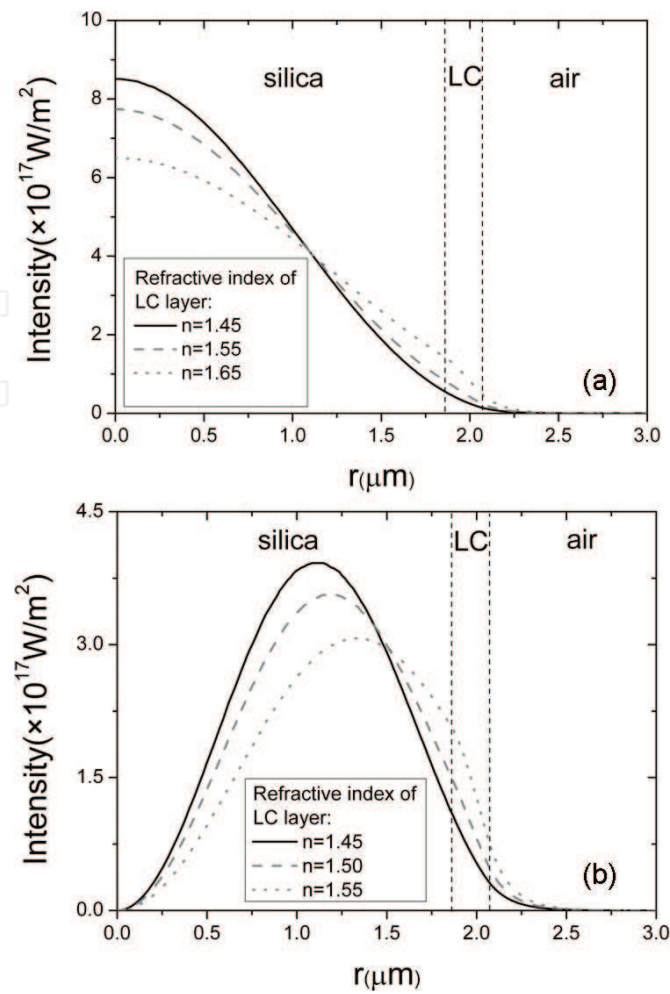 10
8
6
4
2
0
Intensity(×10¹⁷W/m²)
silica
LC
air
Refractive index of
LC layer:
n=1.45
n=1.55
n=1.65
(a)
0.0 0.5 1.0 1.5 2.0 2.5 3.0
r(μm)
4.5
3.0
1.5
0.0
Intensity(×10¹⁷W/m²)
silica
LC
air
Refractive index of
LC layer:
n=1.45
n=1.50
n=1.55
(b)
0.0 0.5 1.0 1.5 2.0 2.5 3.0
r(μm)